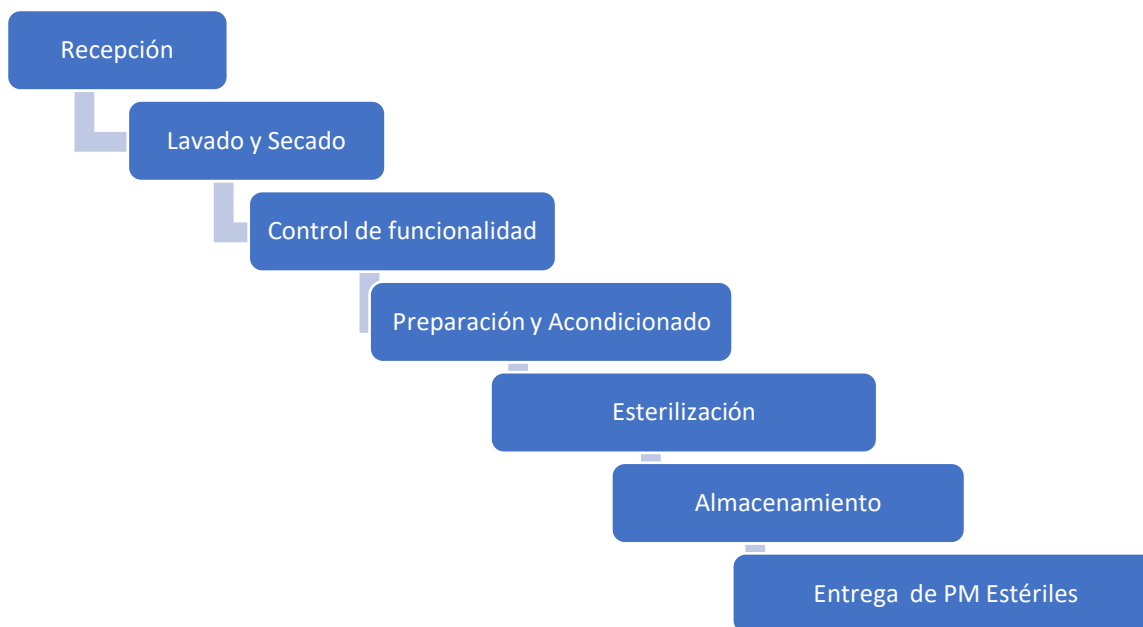 Recepción
Lavado y Secado
Control de funcionalidad
Preparación y Acondicionado
Esterilización
Almacenamiento
Entrega de PM Estériles